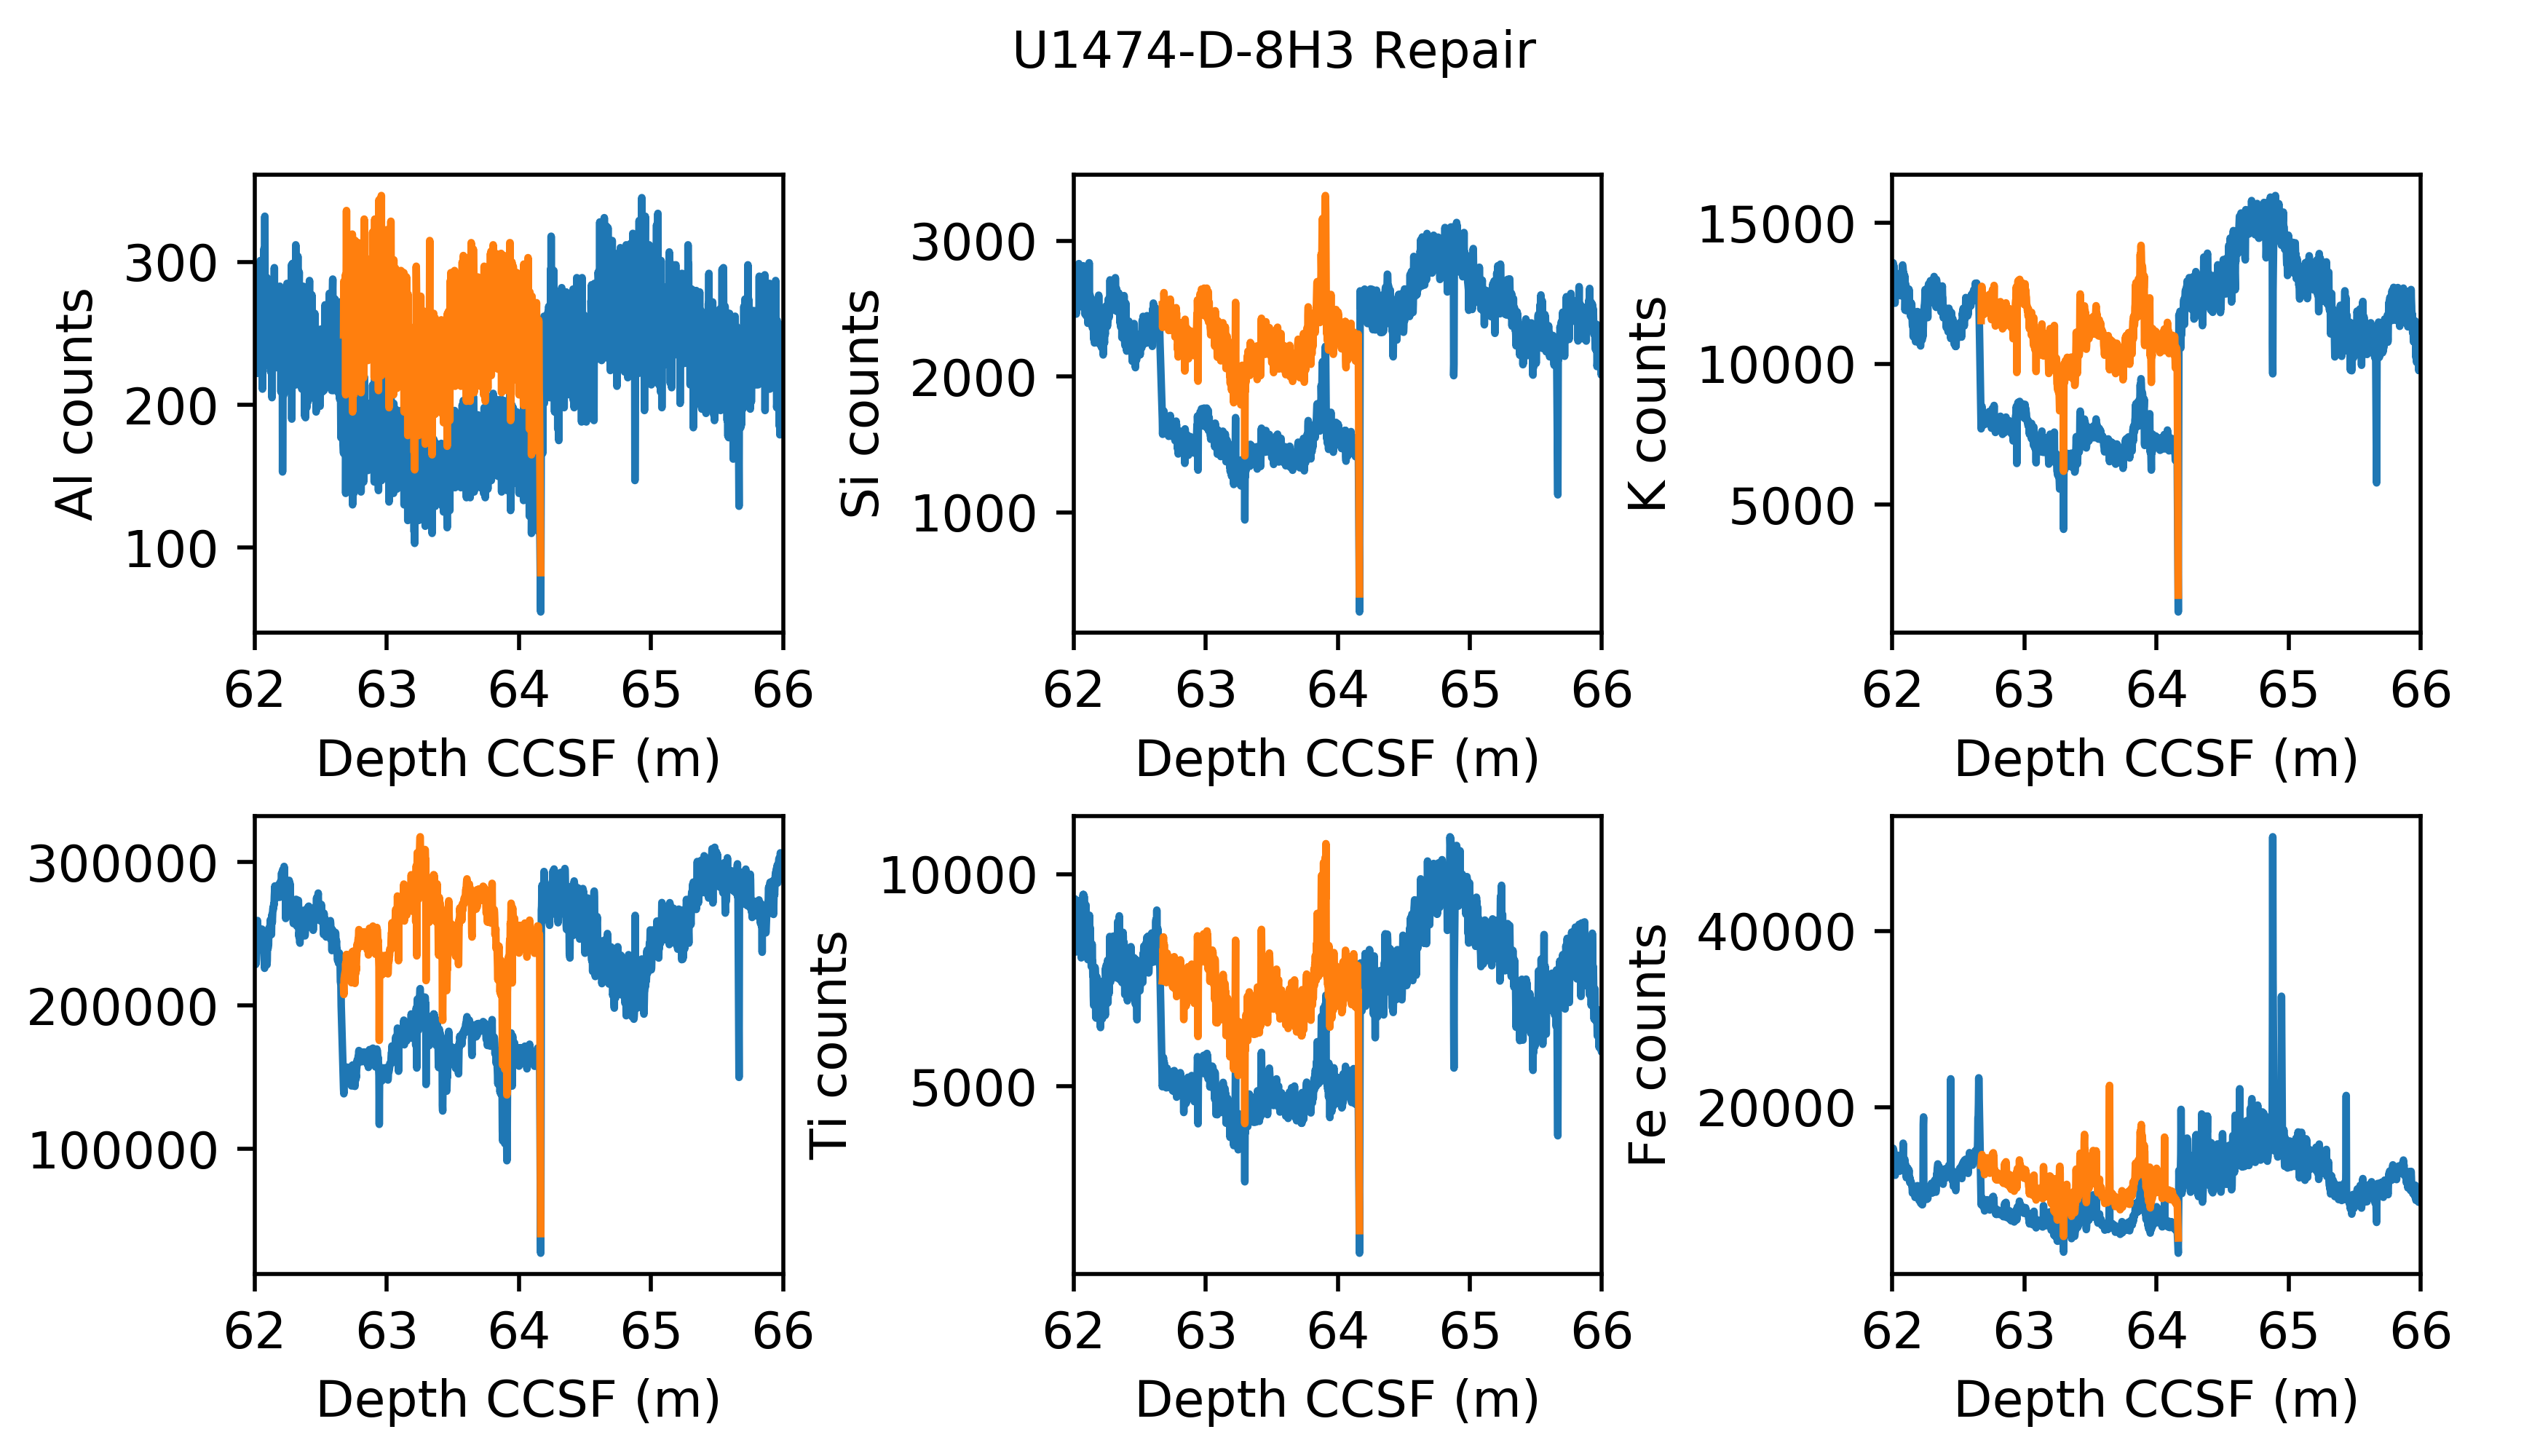 U1474-D-8H3 Repair
Al counts
300
200
100
62 63 64 65 66
Depth CCSF (m)
Si counts
3000
2000
1000
62 63 64 65 66
Depth CCSF (m)
K counts
15000
10000
5000
62 63 64 65 66
Depth CCSF (m)
300000
200000
100000
62 63 64 65 66
Depth CCSF (m)
Ti counts
10000
5000
62 63 64 65 66
Depth CCSF (m)
Fe counts
40000
20000
62 63 64 65 66
Depth CCSF (m)